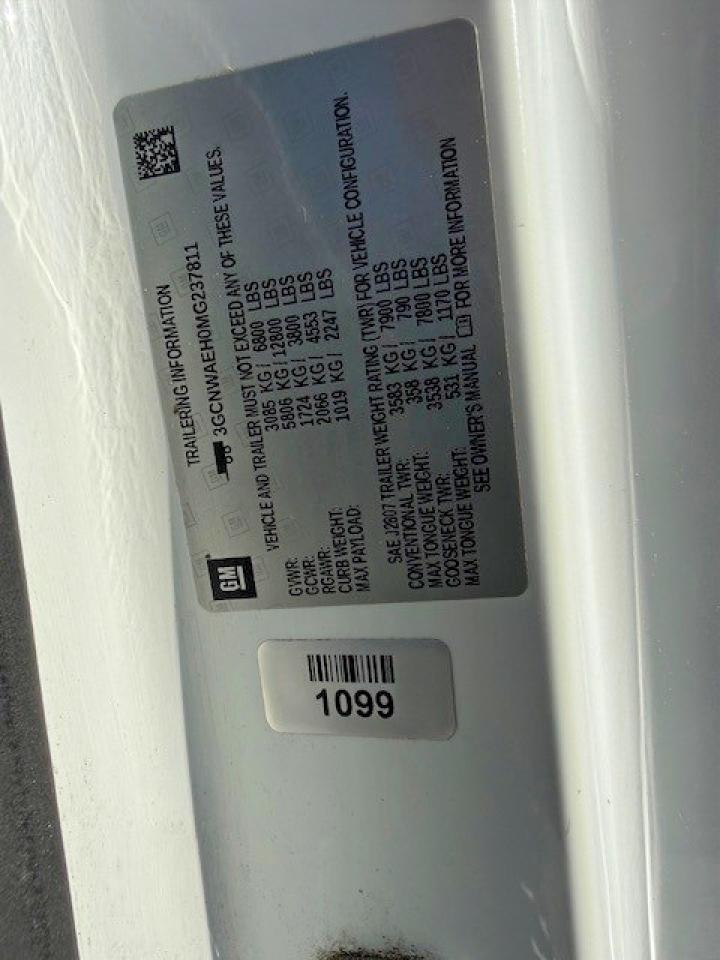 GM
TRAILERING INFORMATION
3GCNWAEH0MG237811
VEHICLE AND TRAILER MUST NOT EXCEED ANY OF THESE VALUES.
GVWR: 3085 KG/ 6800 LBS
GCWR: 5806 KG/12800 LBS
RGAWR: 1724 KG/ 3800 LBS
CURB WEIGHT: 2066 KG/ 4553 LBS
MAX PAYLOAD: 1019 KG/ 2247 LBS
SAE J2807 TRAILER WEIGHT RATING (TWR) FOR VEHICLE CONFIGURATION.
CONVENTIONAL TWR: 3583 KG/ 7900 LBS
MAX TONGUE WEIGHT: 358 KG/ 790 LBS
GOOSENECK TWR: 3538 KG/ 7800 LBS
MAX TONGUE WEIGHT: 531 KG/ 1170 LBS
SEE OWNER'S MANUAL FOR MORE INFORMATION
1099